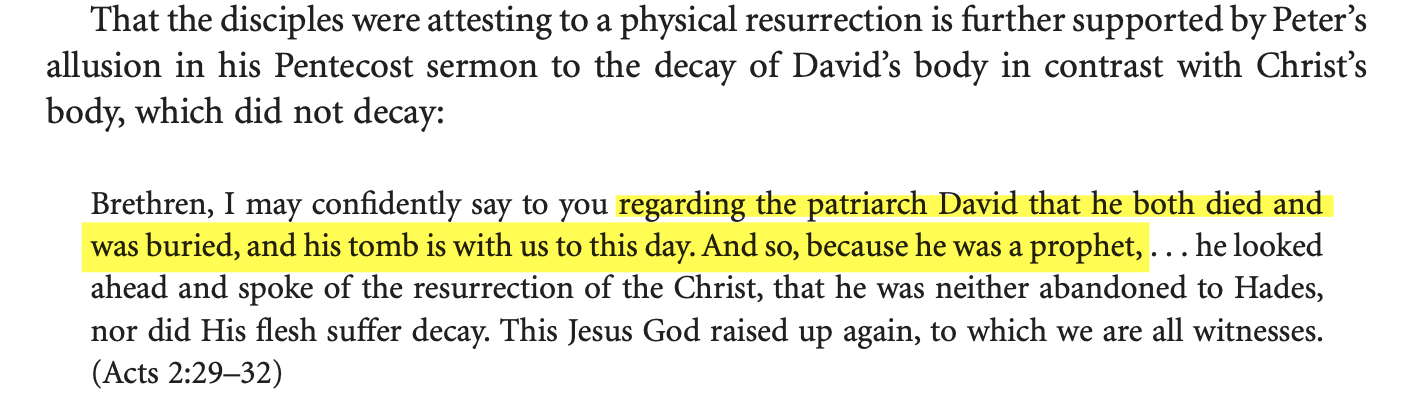 That the disciples were attesting to a physical resurrection is further supported by Peter’s
allusion in his Pentecost sermon to the decay of David’s body in contrast with Christ’s
body, which did not decay:
Brethren, I may confidently say to you regarding the patriarch David that he both died and
was buried, and his tomb is with us to this day. And so, because he was a prophet, . . . he looked
ahead and spoke of the resurrection of the Christ, that he was neither abandoned to Hades,
nor did His flesh suffer decay. This Jesus God raised up again, to which we are all witnesses.
(Acts 2:29–32)